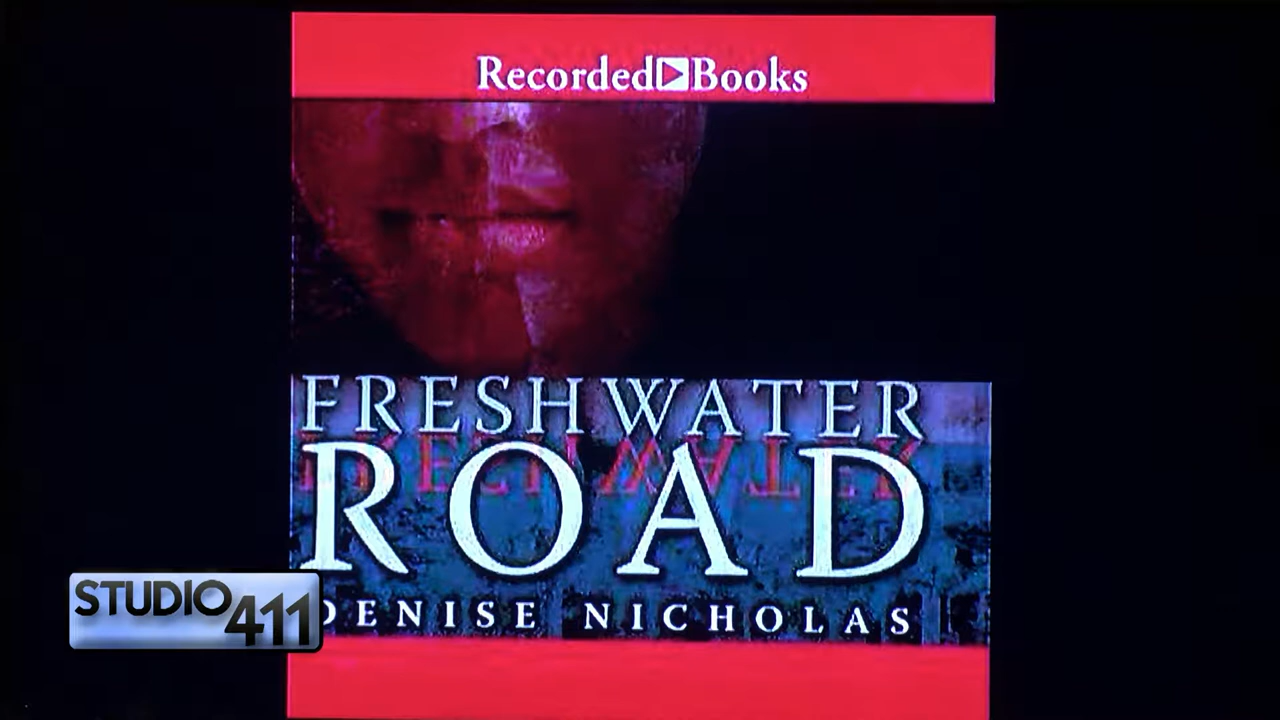 Recorded Books
FRESHWATER
ROAD
DENISE NICHOLAS
STUDIO 411